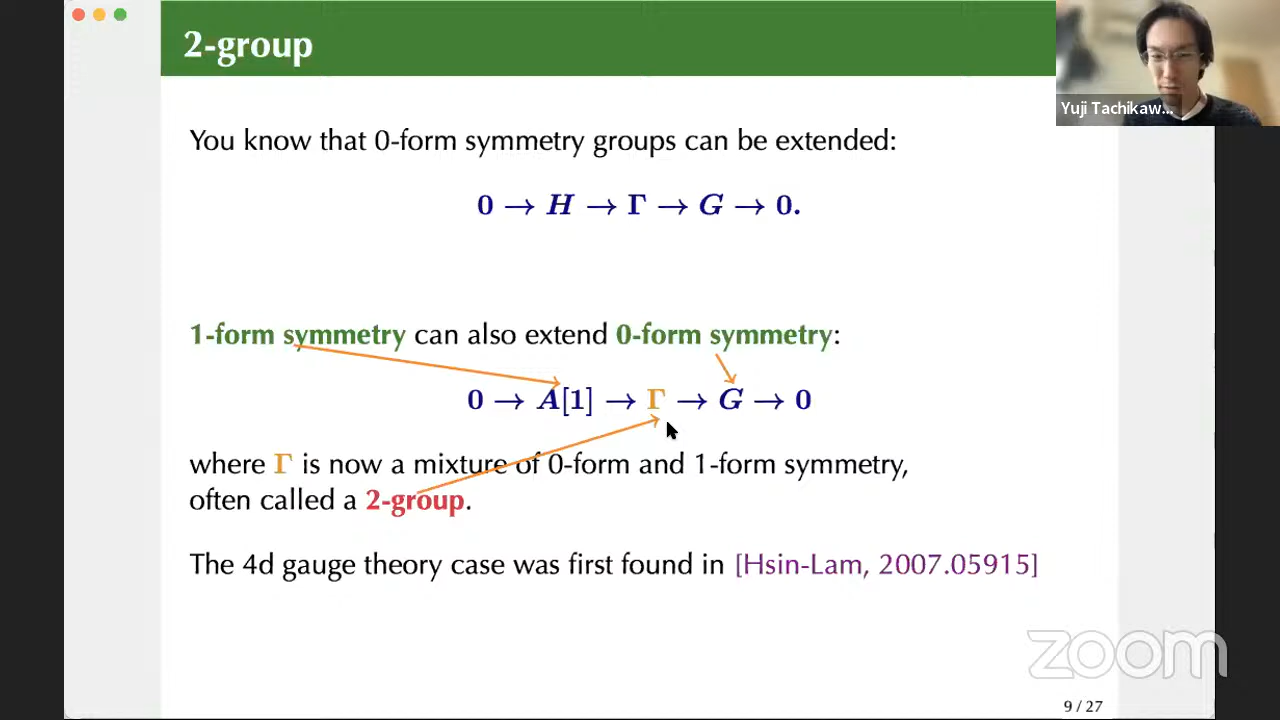 2-group
Yuji Tachikaw...
You know that 0-form symmetry groups can be extended:
0 → H → Γ → G → 0.
1-form symmetry can also extend 0-form symmetry:
0 → A[1] → Γ → G → 0
where Γ is now a mixture of 0-form and 1-form symmetry,
often called a 2-group.
The 4d gauge theory case was first found in [Hsin-Lam, 2007.05915]
zoom
9 / 27